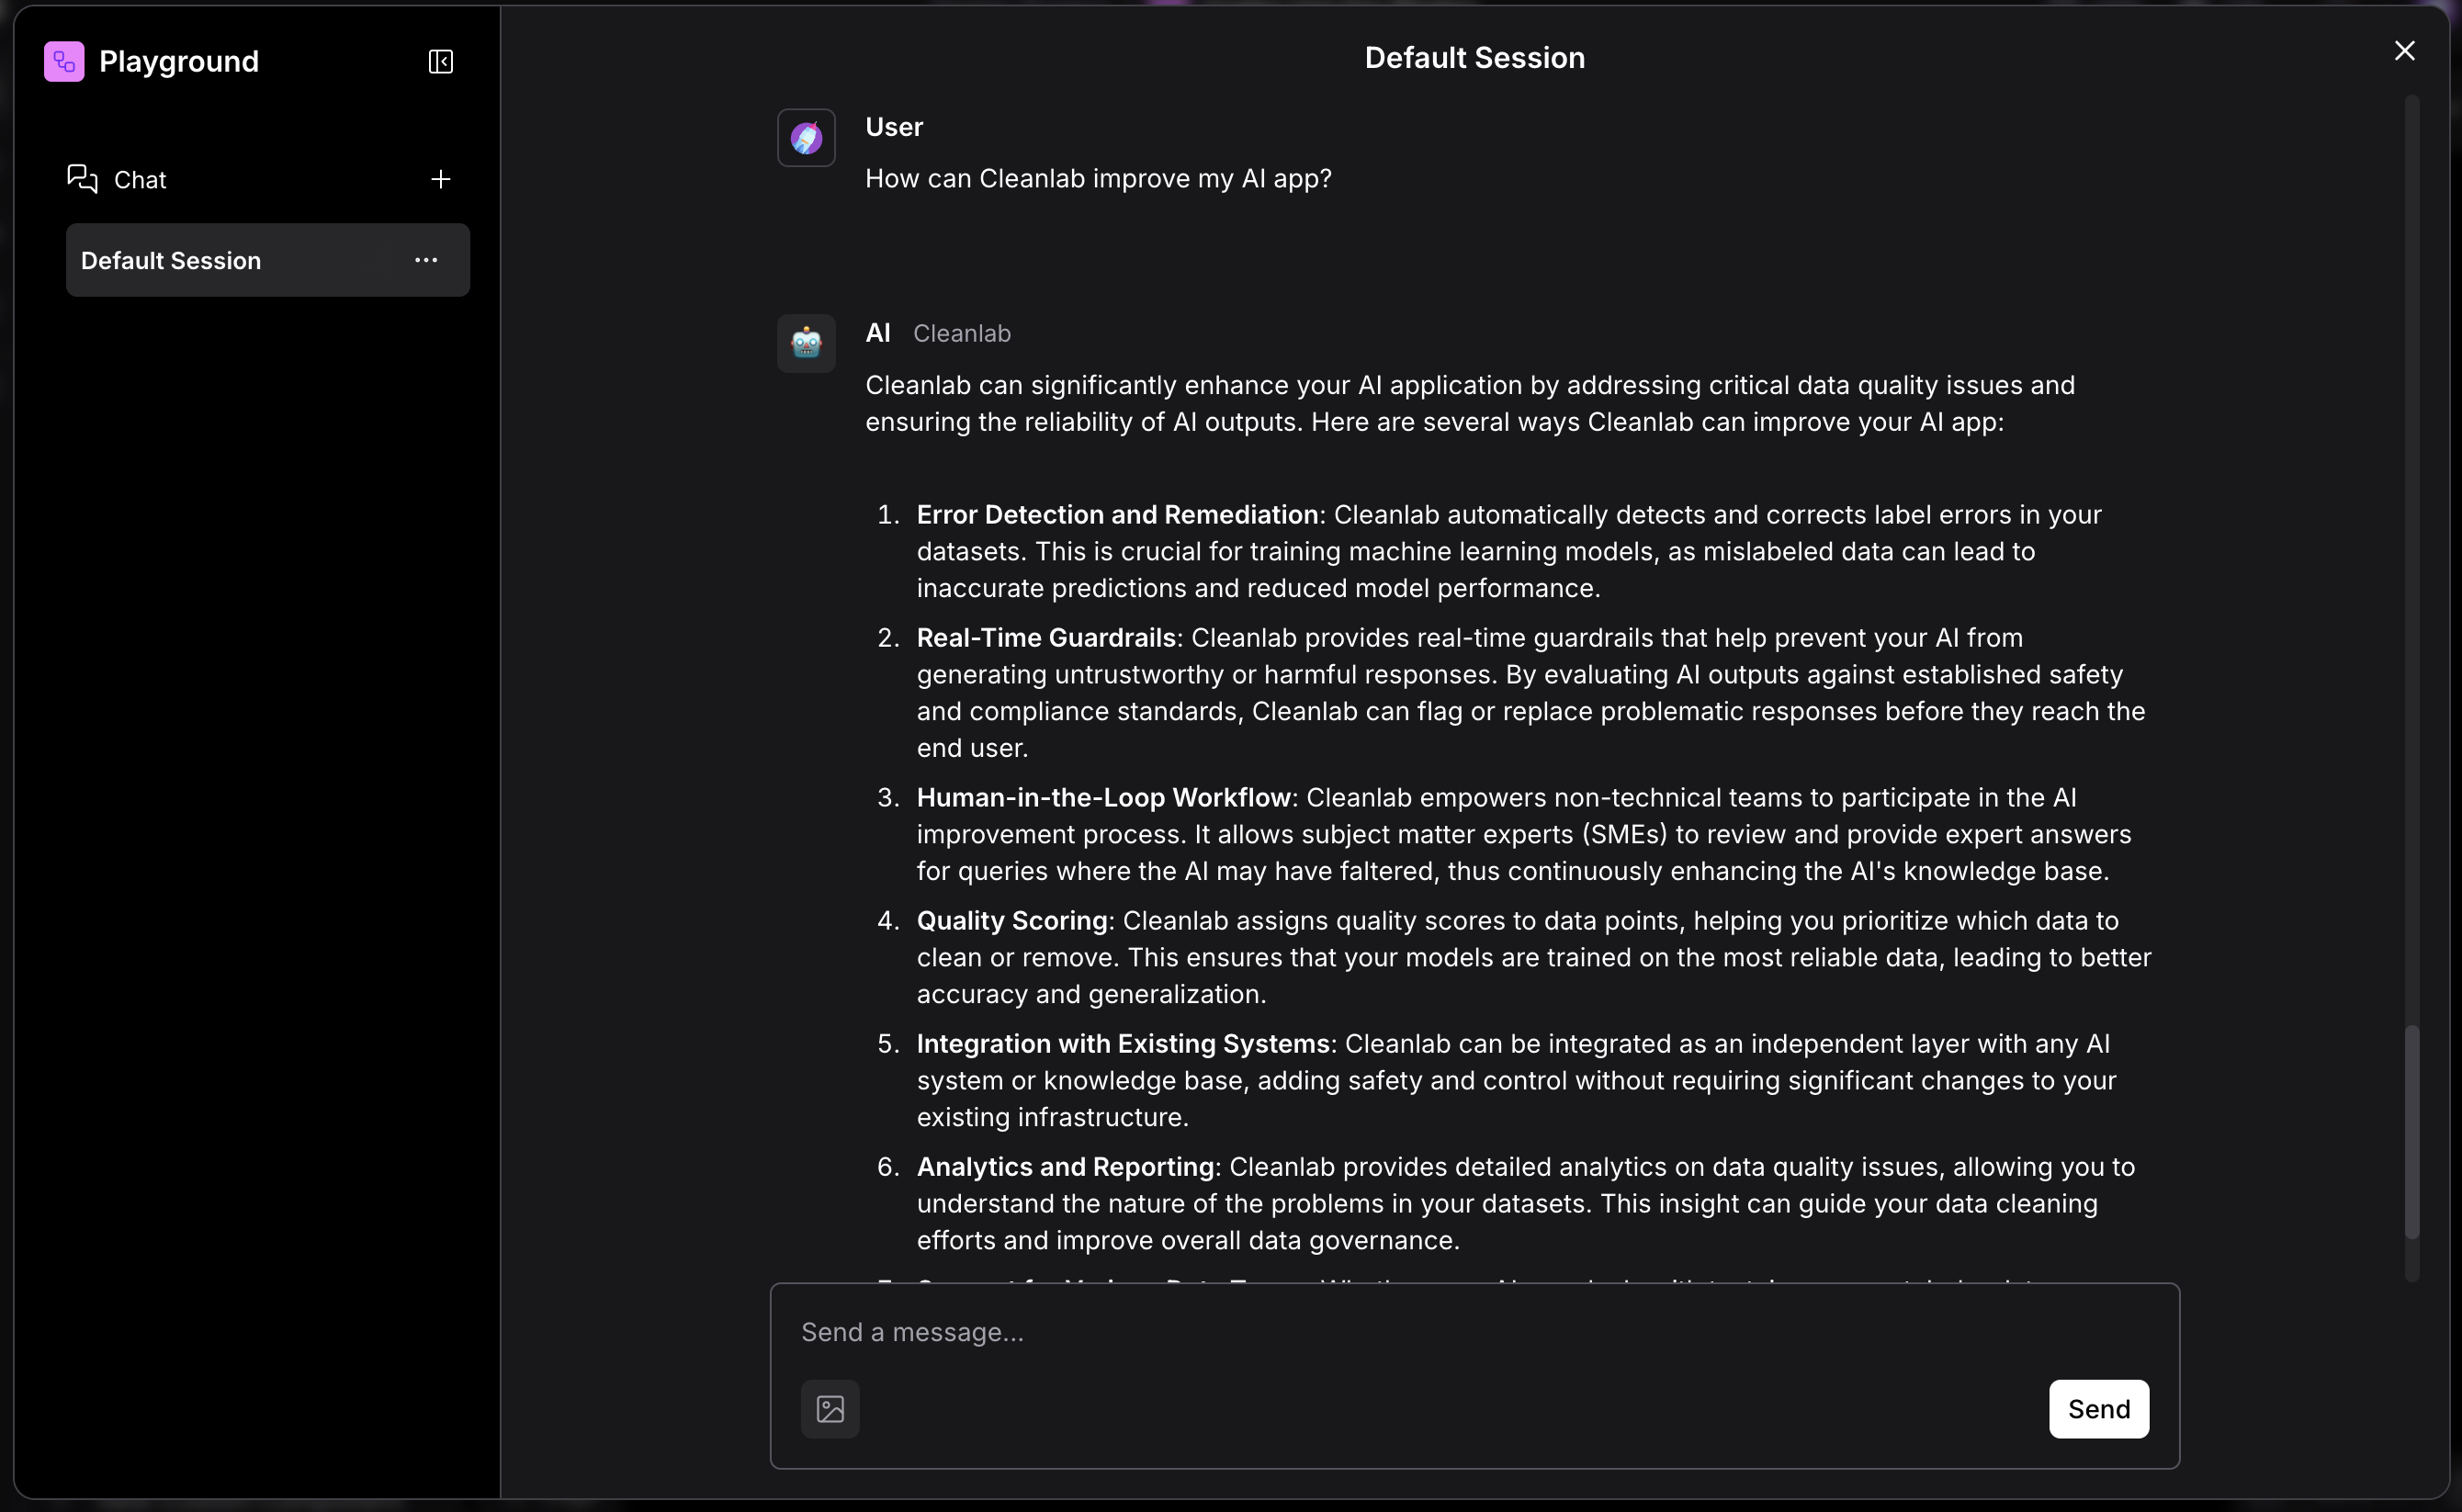 Playground
Chat
Default Session
Default Session
User
How can Cleanlab improve my AI app?
AI Cleanlab
Cleanlab can significantly enhance your AI application by addressing critical data quality issues and
ensuring the reliability of AI outputs. Here are several ways Cleanlab can improve your AI app:
1. Error Detection and Remediation: Cleanlab automatically detects and corrects label errors in your
datasets. This is crucial for training machine learning models, as mislabeled data can lead to
inaccurate predictions and reduced model performance.
2. Real-Time Guardrails: Cleanlab provides real-time guardrails that help prevent your AI from
generating untrustworthy or harmful responses. By evaluating AI outputs against established safety
and compliance standards, Cleanlab can flag or replace problematic responses before they reach the
end user.
3. Human-in-the-Loop Workflow: Cleanlab empowers non-technical teams to participate in the AI
improvement process. It allows subject matter experts (SMEs) to review and provide expert answers
for queries where the AI may have faltered, thus continuously enhancing the AI's knowledge base.
4. Quality Scoring: Cleanlab assigns quality scores to data points, helping you prioritize which data to
clean or remove. This ensures that your models are trained on the most reliable data, leading to better
accuracy and generalization.
5. Integration with Existing Systems: Cleanlab can be integrated as an independent layer with any AI
system or knowledge base, adding safety and control without requiring significant changes to your
existing infrastructure.
6. Analytics and Reporting: Cleanlab provides detailed analytics on data quality issues, allowing you to
understand the nature of the problems in your datasets. This insight can guide your data cleaning
efforts and improve overall data governance.
Send a message...
Send